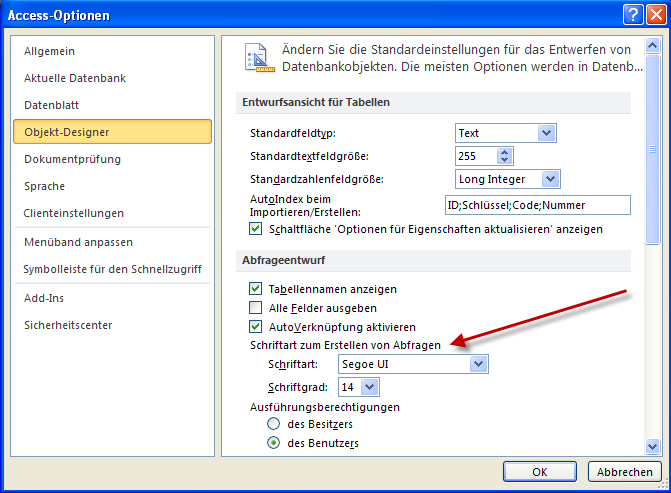 Access-Optionen
Allgemein
Aktuelle Datenbank
Datenblatt
Objekt-Designer
Dokumentprüfung
Sprache
Clienteinstellungen
Menüband anpassen
Symbolleiste für den Schnellzugriff
Add-Ins
Sicherheitscenter
Ändern Sie die Standardeinstellungen für das Entwerfen von
Datenbankobjekten. Die meisten Optionen werden in Datenb...
Entwurfsansicht für Tabellen
Standardfeldtyp: Text
Standardtextfeldgröße: 255
Standardzahlenfeldgröße: Long Integer
AutoIndex beim
Importieren/Erstellen: ID;Schlüssel;Code;Nummer
Schaltfläche 'Optionen für Eigenschaften aktualisieren' anzeigen
Abfrageentwurf
Tabellennamen anzeigen
Alle Felder ausgeben
AutoVerknüpfung aktivieren
Schriftart zum Erstellen von Abfragen
Schriftart: Segoe UI
Schriftgrad: 14
Ausführungsberechtigungen
des Besitzers
des Benutzers
OK Abbrechen